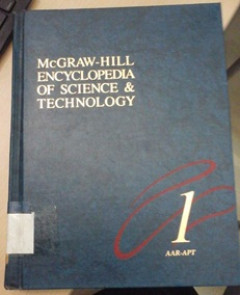 McGRAW-HILL
ENCYCLOPEDIA
OF SCIENCE &
TECHNOLOGY
1
AAR-APT